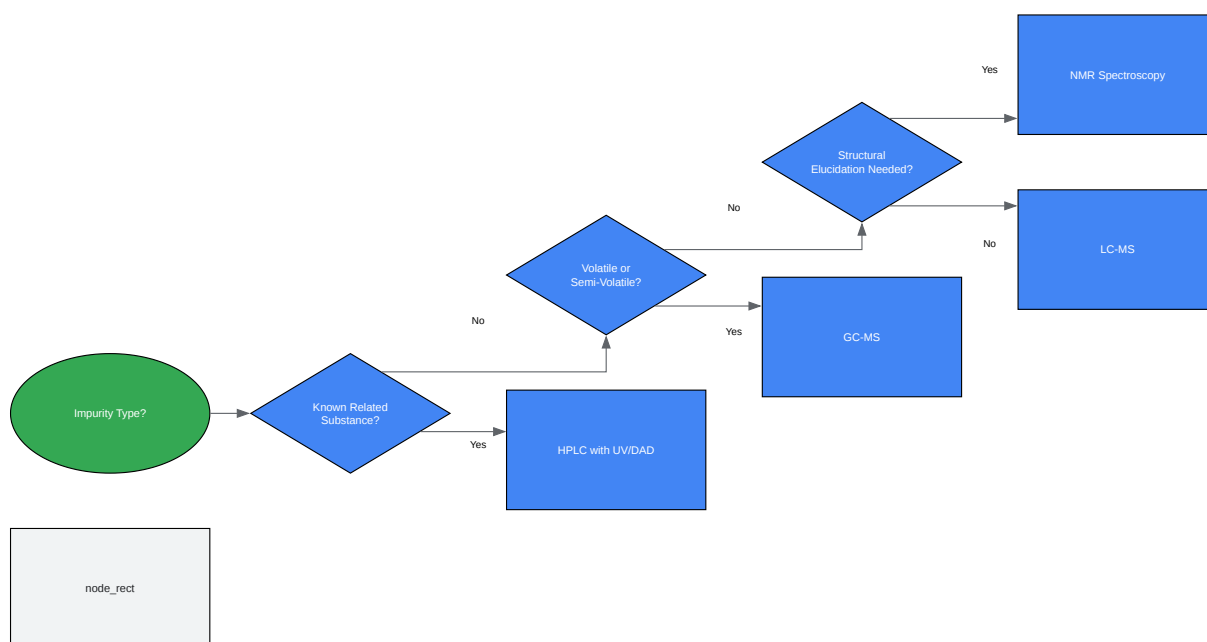 Yes
NMR Spectroscopy
Structural
Elucidation Needed?
No
No
LC-MS
Volatile or
Semi-Volatile?
Yes
GC-MS
No
Impurity Type?
Known Related
Substance?
Yes
HPLC with UV/DAD
node_rect